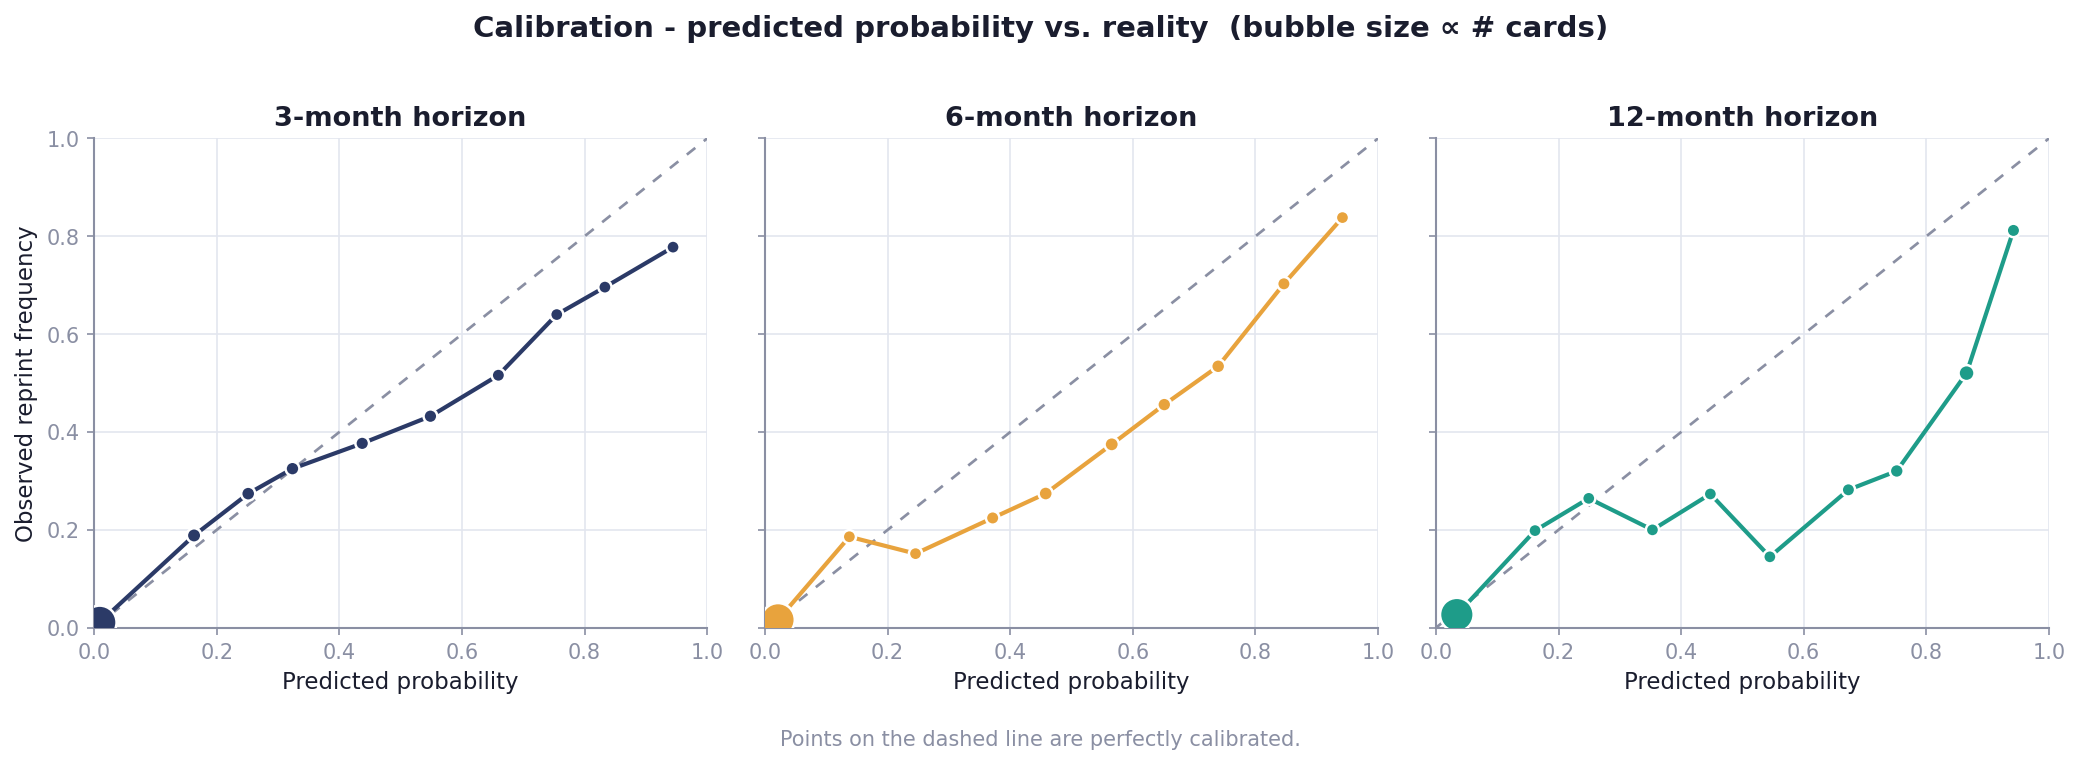 Calibration - predicted probability vs. reality  (bubble size ∝ # cards)
3-month horizon
6-month horizon
12-month horizon
Observed reprint frequency
1.0
0.8
0.6
0.4
0.2
0.0
0.0 0.2 0.4 0.6 0.8 1.0
0.0 0.2 0.4 0.6 0.8 1.0
0.0 0.2 0.4 0.6 0.8 1.0
Predicted probability
Predicted probability
Predicted probability
Points on the dashed line are perfectly calibrated.